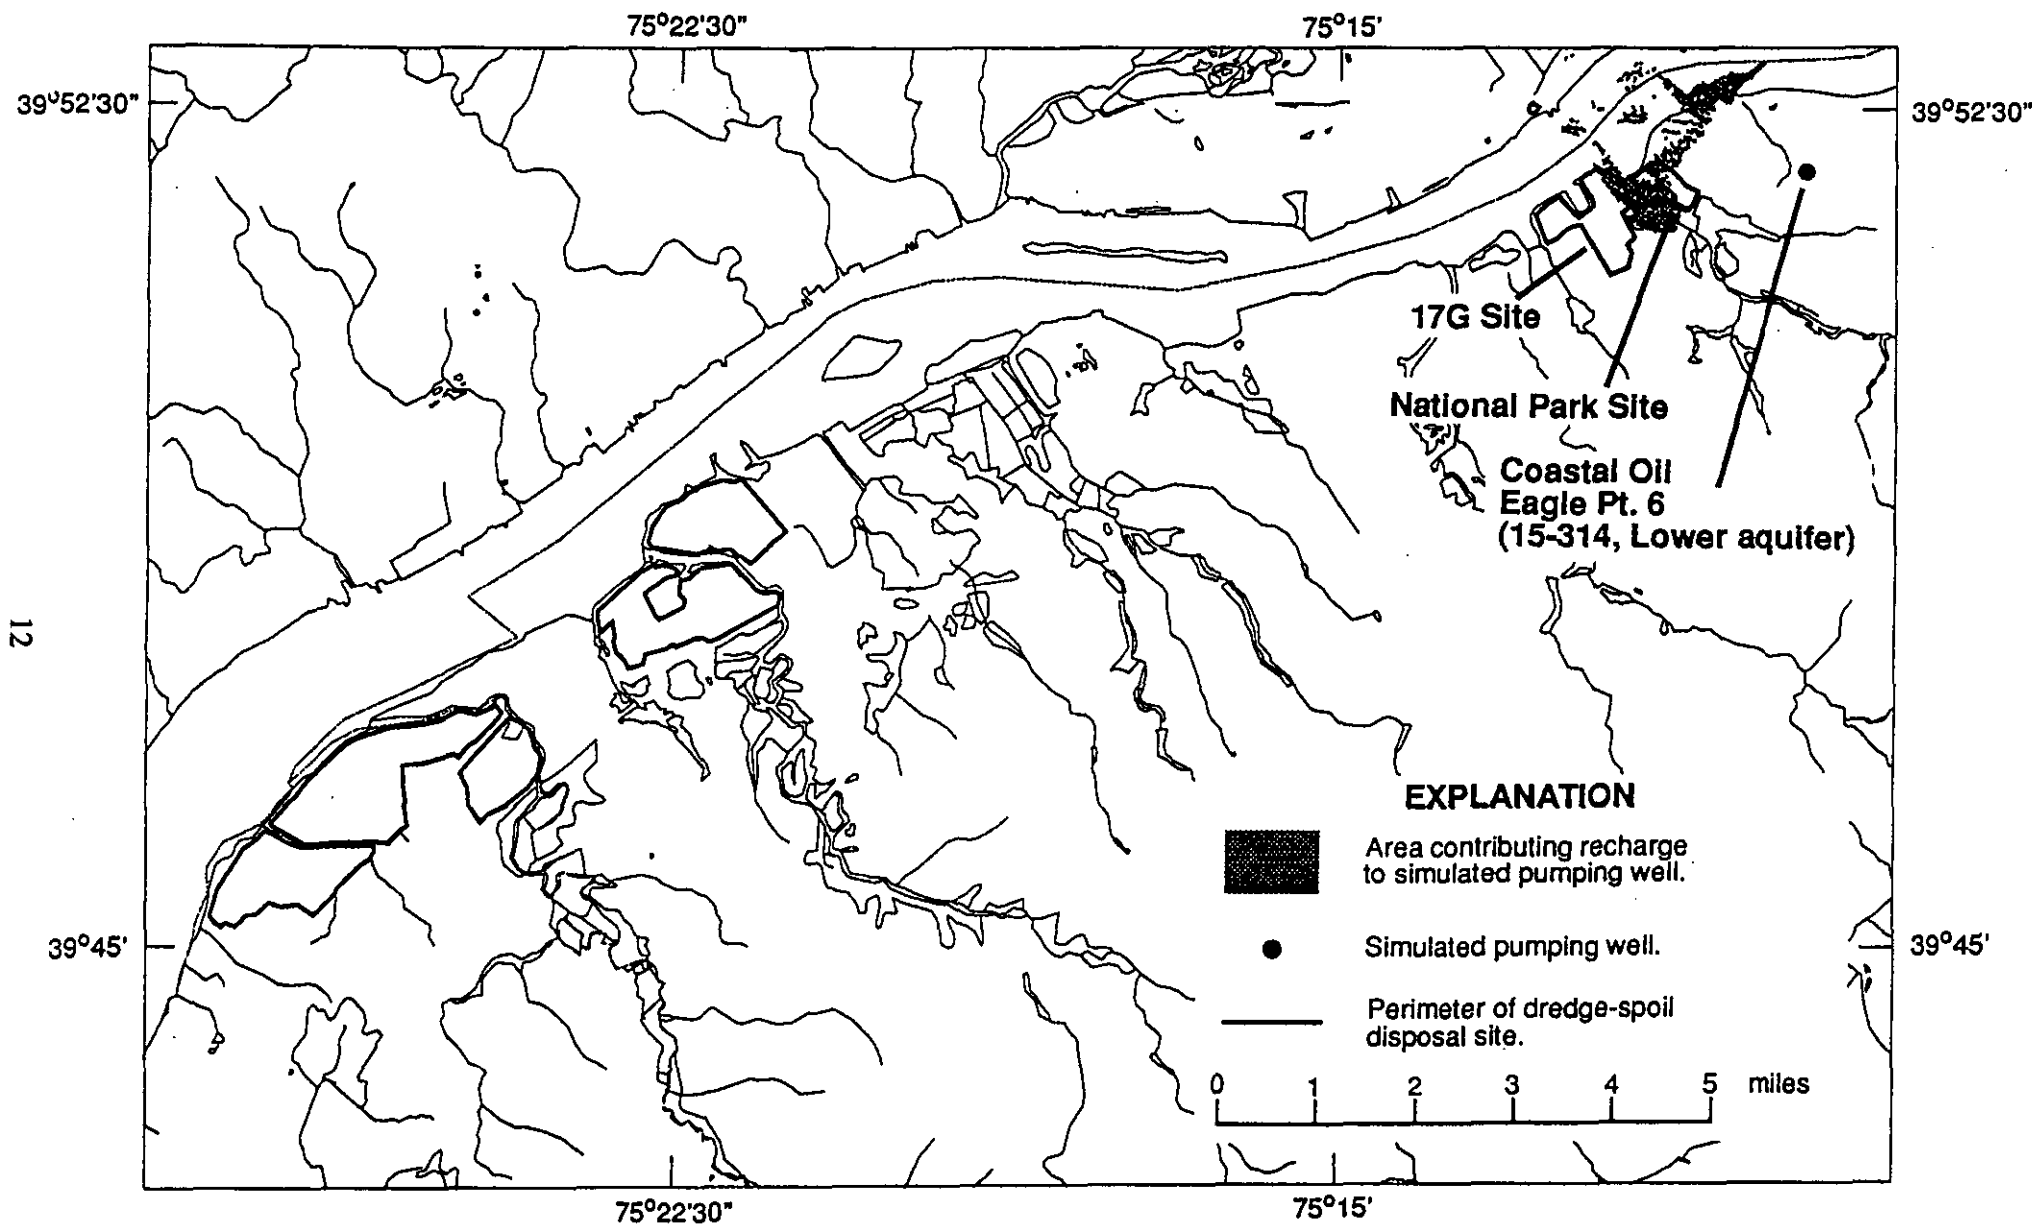 75°22'30"
75°15'
39°52'30"
39°52'30"
17G Site
National Park Site
Coastal Oil
Eagle Pt. 6
(15-314, Lower aquifer)
12
EXPLANATION
Area contributing recharge
to simulated pumping well.
39°45'
Simulated pumping well.
39°45'
Perimeter of dredge-spoil
disposal site.
0 1 2 3 4 5 miles
75°22'30"
75°15'